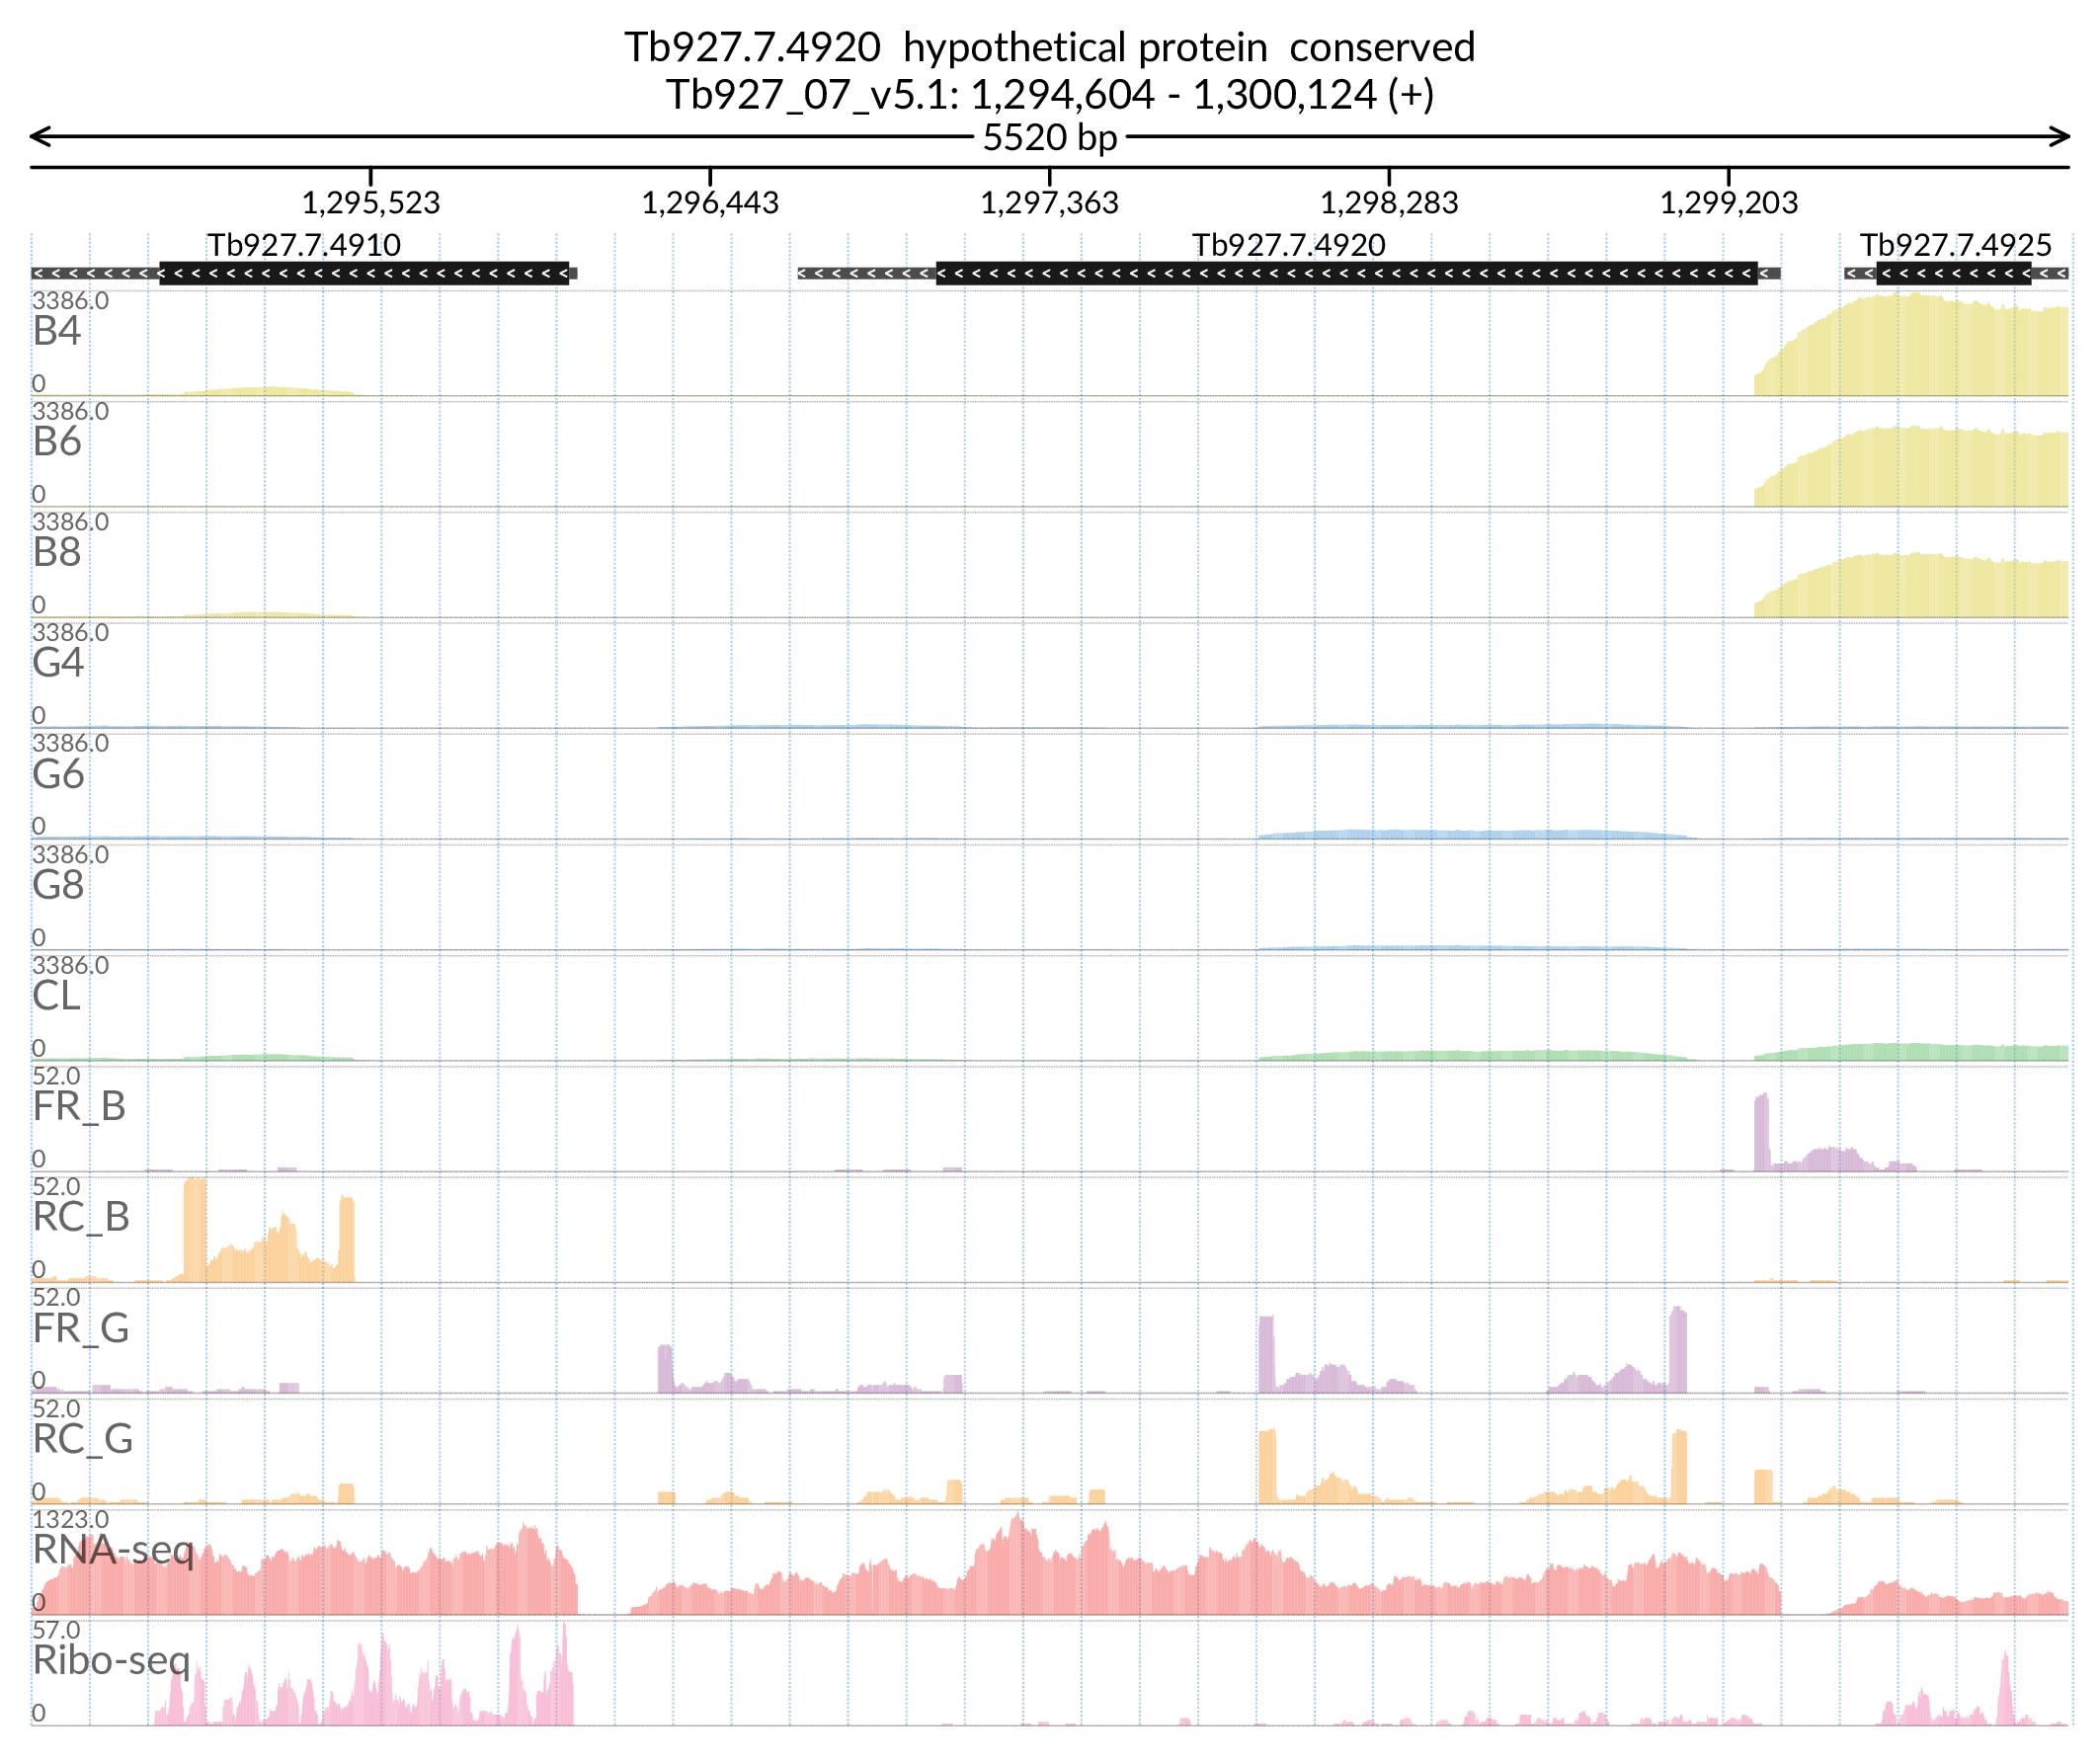 Tb927.7.4920 hypothetical protein conserved
Tb927_07_v5.1: 1,294,604 - 1,300,124 (+)
5520 bp
1,295,523 1,296,443 1,297,363 1,298,283 1,299,203
Tb927.7.4910 Tb927.7.4920 Tb927.7.4925
3386.0
B4
0
3386.0
B6
0
3386.0
B8
0
3386.0
G4
0
3386.0
G6
0
3386.0
G8
0
3386.0
CL
0
52.0
FR_B
0
52.0
RC_B
0
52.0
FR_G
0
52.0
RC_G
0
1323.0
RNA-seq
0
57.0
Ribo-seq
0